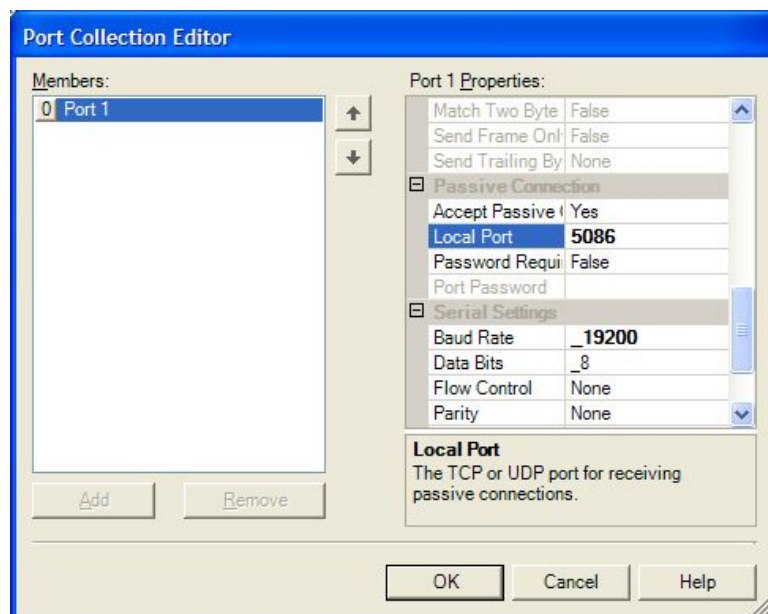 Port Collection Editor
Members:
0 Port 1
Port 1 Properties:
Match Two Byte False
Send Frame Onl False
Send Trailing By None
Passive Connection
Accept Passive ( Yes
Local Port 5086
Password Requi False
Port Password
Serial Settings
Baud Rate _19200
Data Bits _8
Flow Control None
Parity None
Local Port
The TCP or UDP port for receiving
passive connections.
Add Remove
OK Cancel Help